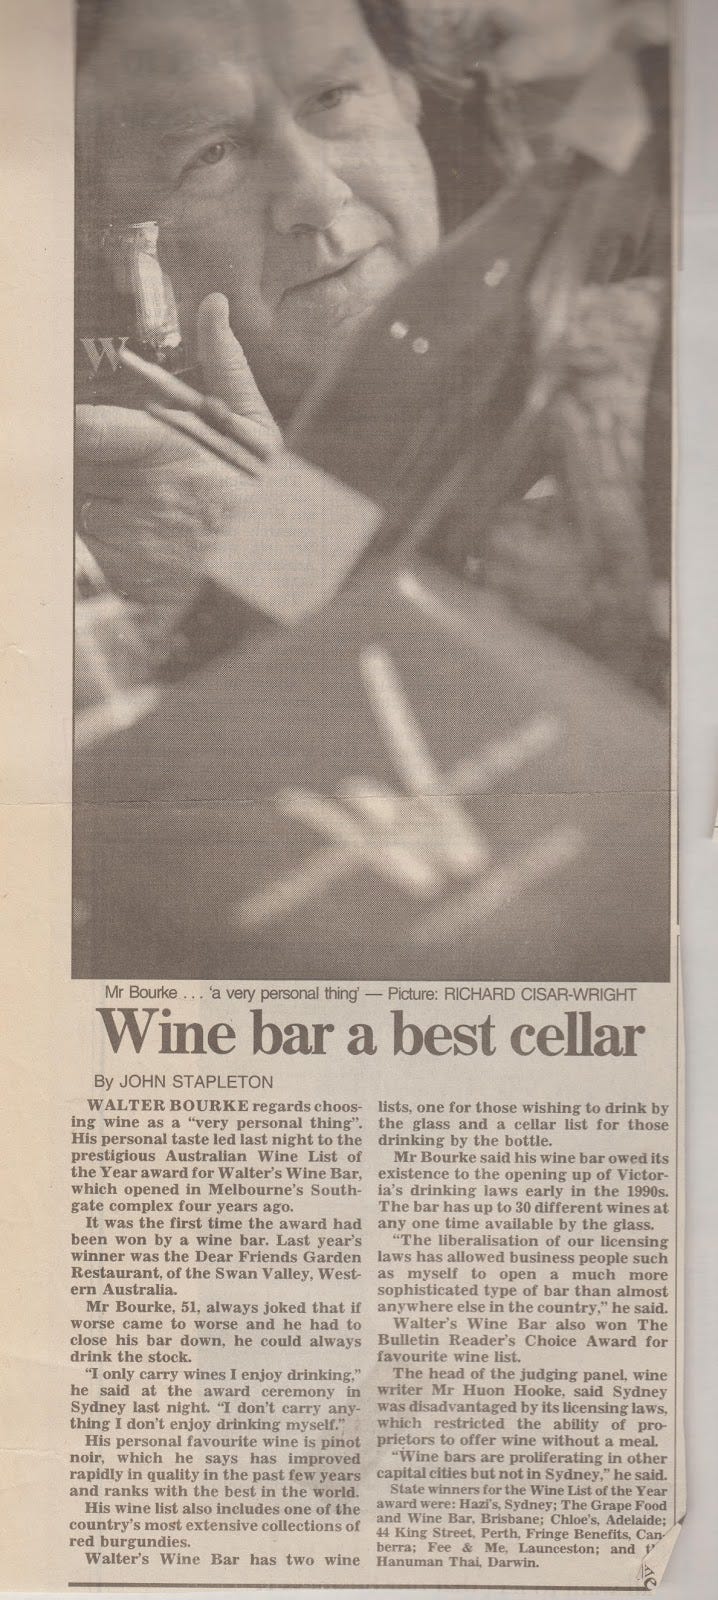 W
Mr Bourke . . . 'a very personal thing' — Picture: RICHARD CISAR-WRIGHT
Wine bar a best cellar
By JOHN STAPLETON
WALTER BOURKE regards choos-
ing wine as a "very personal thing".
His personal taste led last night to the
prestigious Australian Wine List of
the Year award for Walter's Wine Bar,
which opened in Melbourne's South-
gate complex four years ago.
It was the first time the award had
been won by a wine bar. Last year's
winner was the Dear Friends Garden
Restaurant, of the Swan Valley, West-
ern Australia.
Mr Bourke, 51, always joked that if
worse came to worse and he had to
close his bar down, he could always
drink the stock.
"I only carry wines I enjoy drinking,"
he said at the award ceremony in
Sydney last night. "I don't carry any-
thing I don't enjoy drinking myself."
His personal favourite wine is pinot
noir, which he says has improved
rapidly in quality in the past few years
and ranks with the best in the world.
His wine list also includes one of the
country's most extensive collections of
red burgundies.
Walter's Wine Bar has two wine
lists, one for those wishing to drink by
the glass and a cellar list for those
drinking by the bottle.
Mr Bourke said his wine bar owed its
existence to the opening up of Victor-
ia's drinking laws early in the 1990s.
The bar has up to 30 different wines at
any one time available by the glass.
"The liberalisation of our licensing
laws has allowed business people such
as myself to open a much more
sophisticated type of bar than almost
anywhere else in the country," he said.
Walter's Wine Bar also won The
Bulletin Reader's Choice Award for
favourite wine list.
The head of the judging panel, wine
writer Mr Huon Hooke, said Sydney
was disadvantaged by its licensing laws,
which restricted the ability of pro-
prietors to offer wine without a meal.
"Wine bars are proliferating in other
capital cities but not in Sydney," he said.
State winners for the Wine List of the Year
award were: Hazi's, Sydney; The Grape Food
and Wine Bar, Brisbane; Chloe's, Adelaide;
44 King Street, Perth, Fringe Benefits, Can-
berra; Fee & Me, Launceston; and
Hanuman Thai, Darwin.